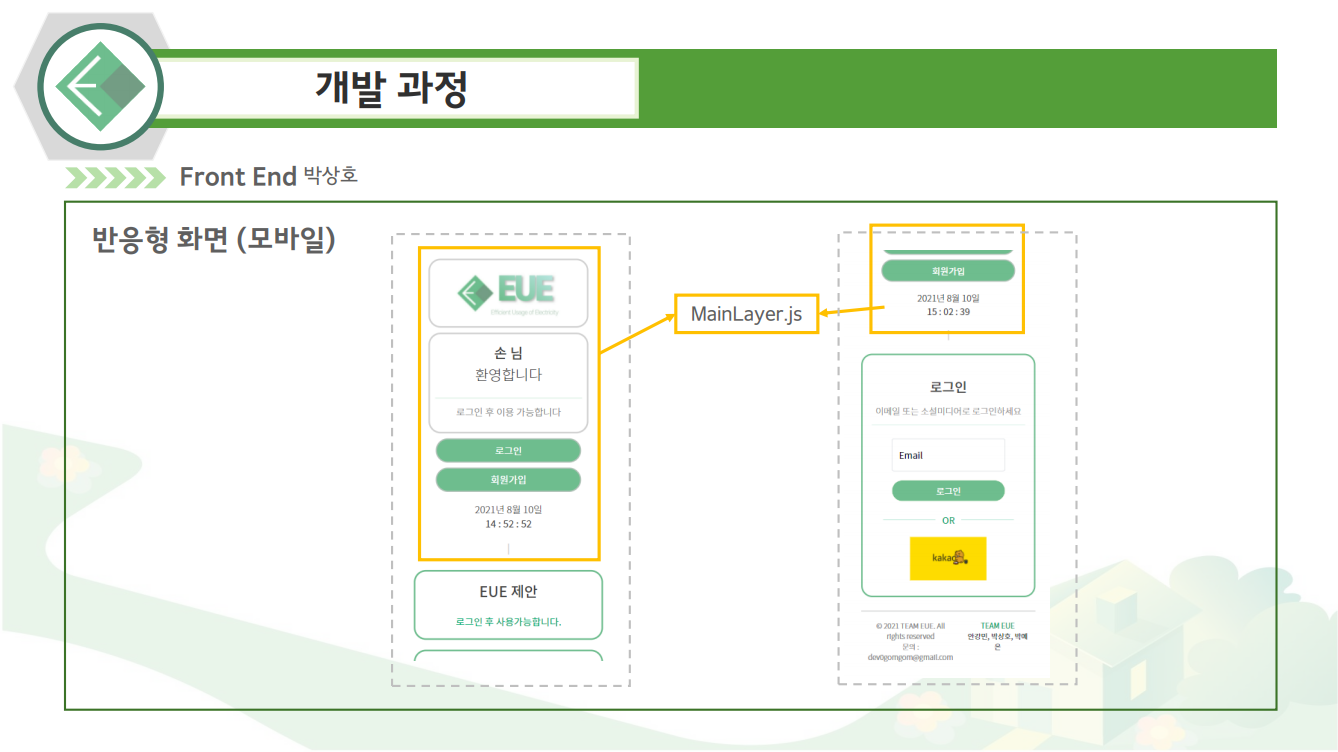 개발 과정
Front End 박상호
반응형 화면 (모바일)
EUE
Efficient Usage of Electricity
손 님
환영합니다
로그인 후 이용 가능합니다
로그인
회원가입
2021년 8월 10일
14 : 52 : 52
EUE 제안
로그인 후 사용가능합니다.
MainLayer.js
회원가입
2021년 8월 10일
15 : 02 : 39
로그인
이메일 또는 소셜미디어로 로그인하세요
Email
로그인
OR
kakao
© 2021 TEAM EUE. All
rights reserved
문의 :
dev0gomgom@gmail.com
TEAM EUE
안강민, 박상호, 박예
은